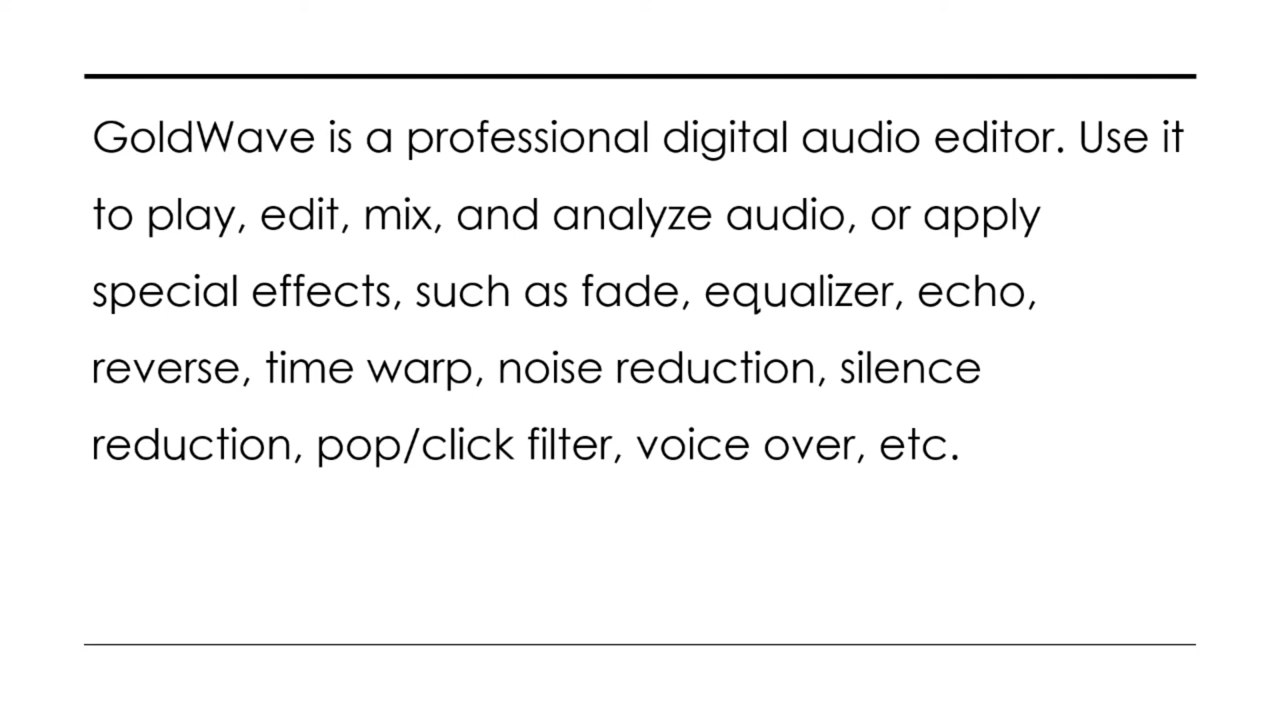 GoldWave is a professional digital audio editor. Use it
to play, edit, mix, and analyze audio, or apply
special effects, such as fade, equalizer, echo,
reverse, time warp, noise reduction, silence
reduction, pop/click filter, voice over, etc.